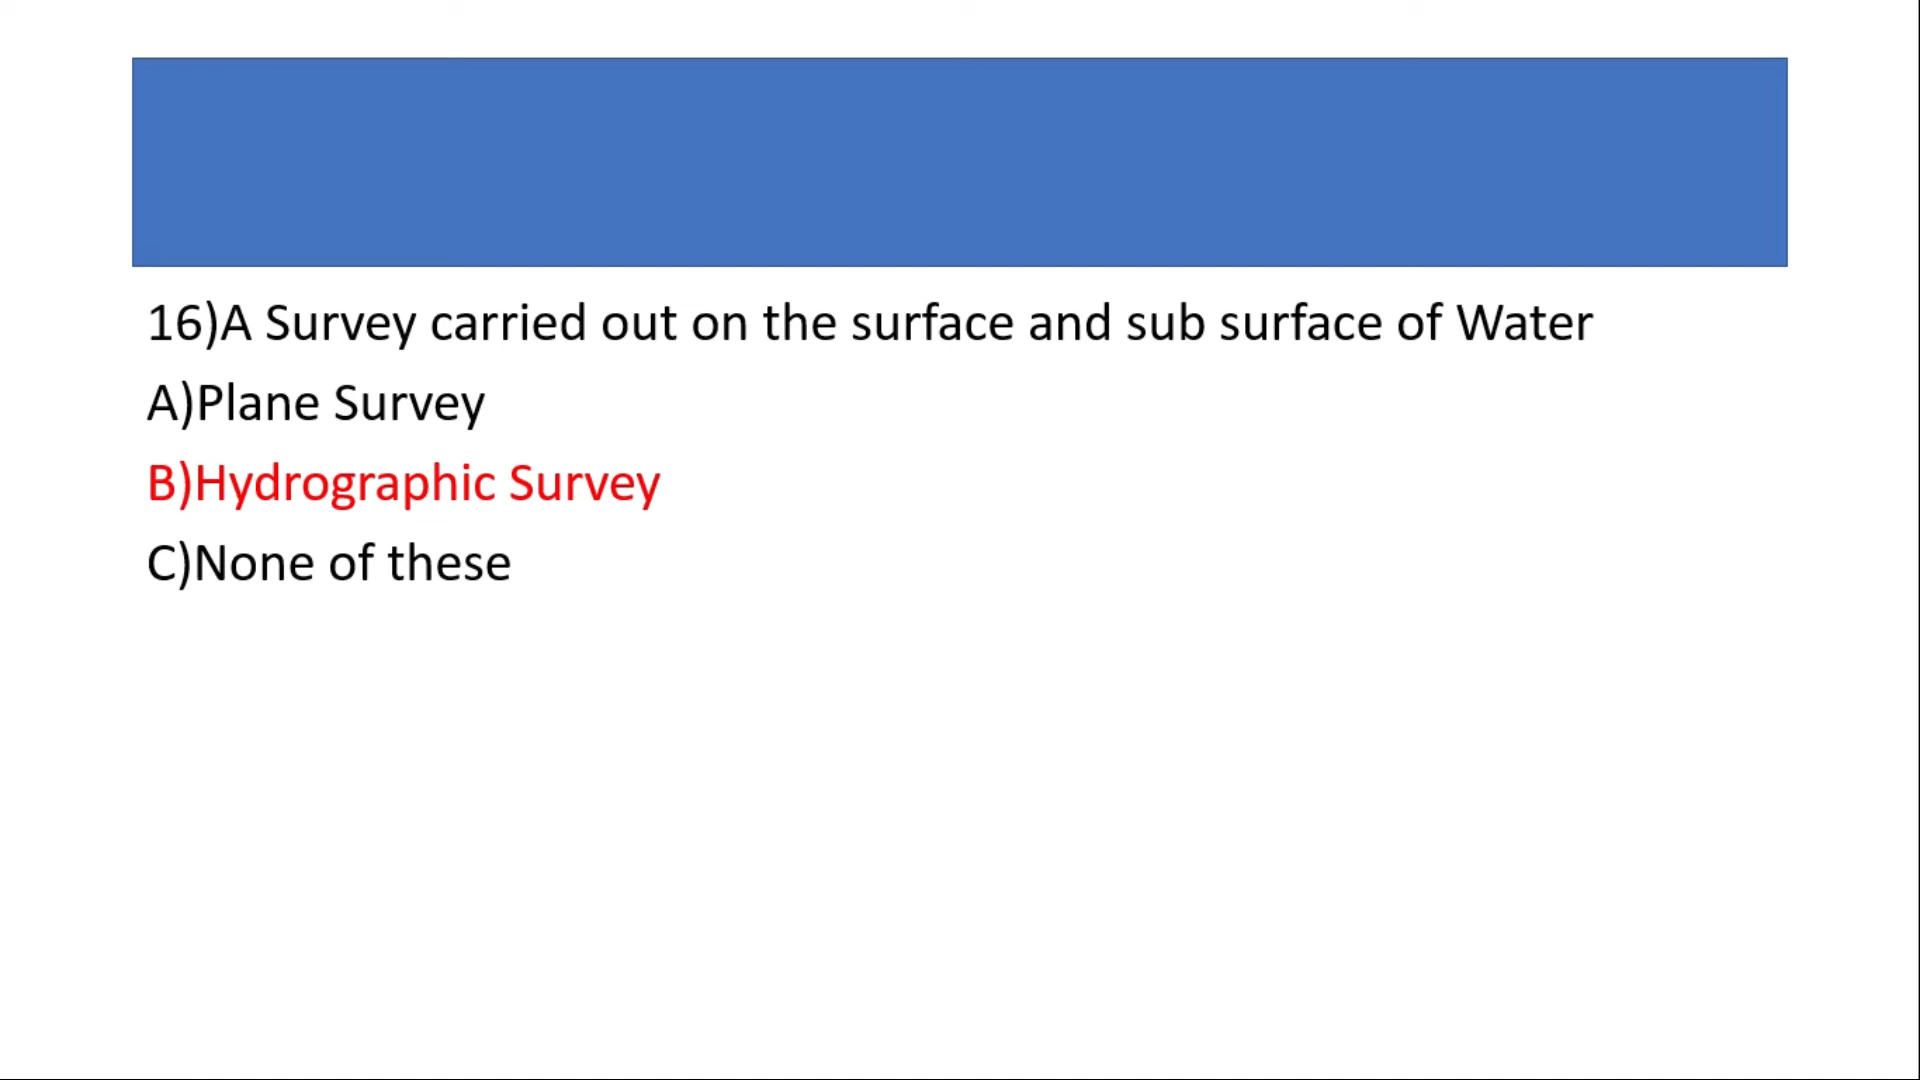 16)A Survey carried out on the surface and sub surface of Water
A)Plane Survey
B)Hydrographic Survey
C)None of these